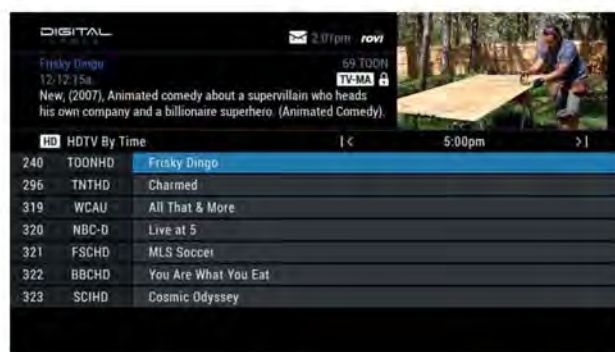 DIGITAL
2:01pm rovi
Frisky Dingo 69 TOON
12-12:15a TV-MA
New, (2007), Animated comedy about a supervillain who heads
his own company and a billionaire superhero. (Animated Comedy).
HD HDTV By Time |< 5:00pm >|
240 TOONHD Frisky Dingo
296 TNTHD Charmed
319 WCAU All That & More
320 NBC-D Live at 5
321 FSCHD MLS Soccer
322 BBCHD You Are What You Eat
323 SCIHD Cosmic Odyssey